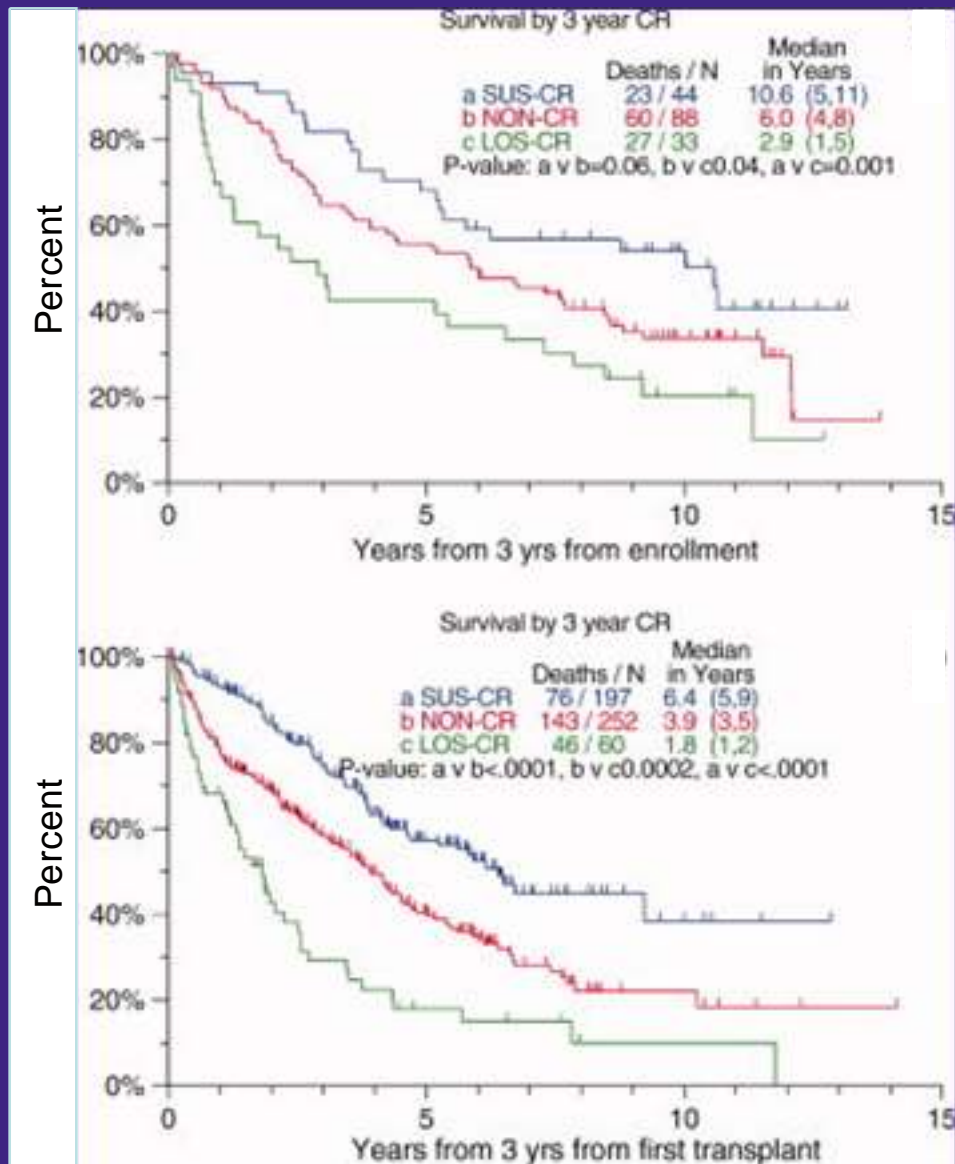 Survival by 3 year CR
Median
Deaths / N in Years
a SUS-CR 23 / 44 10.6 (5,11)
b NON-CR 60 / 88 6.0 (4,8)
c LOS-CR 27 / 33 2.9 (1,5)
P-value: a v b=0.06, b v c0.04, a v c=0.001
Percent
100%
80%
60%
40%
20%
0%
0 5 10 15
Years from 3 yrs from enrollment
Survival by 3 year CR
Median
Deaths / N in Years
a SUS-CR 76 / 197 6.4 (5,9)
b NON-CR 143 / 252 3.9 (3,5)
c LOS-CR 46 / 60 1.8 (1,2)
P-value: a v b<.0001, b v c0.0002, a v c<.0001
Percent
100%
80%
60%
40%
20%
0%
0 5 10 15
Years from 3 yrs from first transplant